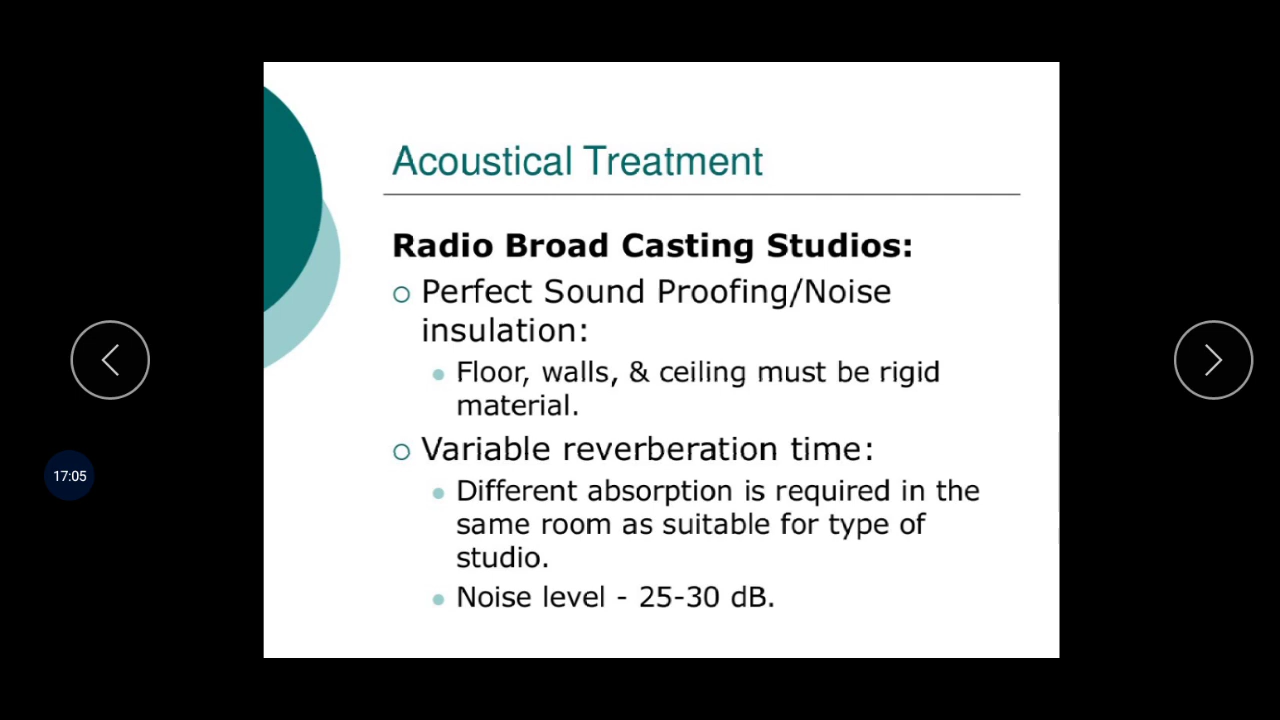 Acoustical Treatment
Radio Broad Casting Studios:
Perfect Sound Proofing/Noise
insulation:
Floor, walls, & ceiling must be rigid
material.
Variable reverberation time:
Different absorption is required in the
same room as suitable for type of
studio.
Noise level - 25-30 dB.
17:05